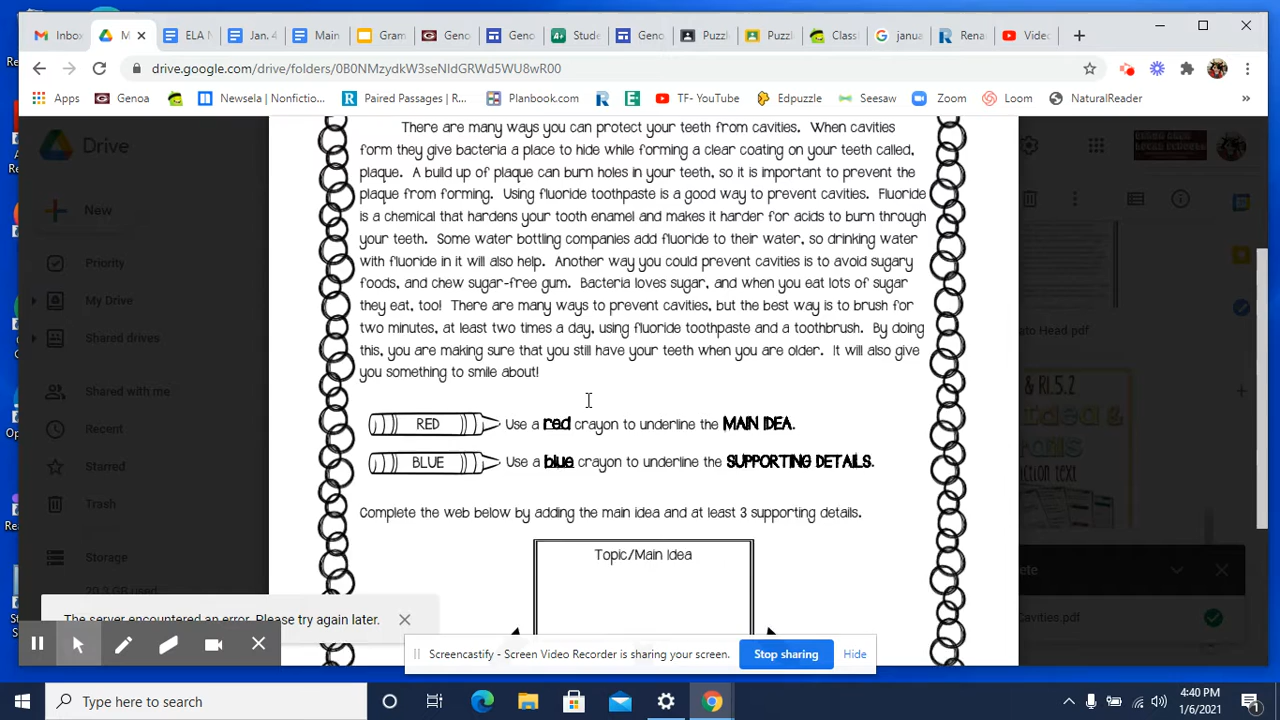 Inbox
M
ELA N
Jan. 4
Main
Gram
Geno
Geno
Stude
Geno
Puzzl
Puzzl
Classl
janua
Renai
Video
drive.google.com/drive/folders/0B0NMzydkW3seNldGRWd5WU8wR00
Apps
Genoa
Newsela | Nonfictio...
Paired Passages | R...
Planbook.com
TF- YouTube
Edpuzzle
Seesaw
Zoom
Loom
NaturalReader
»
Drive
New
Priority
My Drive
Shared drives
Shared with me
Recent
Starred
Trash
Storage
20.3 GB used
There are many ways you can protect your teeth from cavities. When cavities
form they give bacteria a place to hide while forming a clear coating on your teeth called,
plaque. A build up of plaque can burn holes in your teeth, so it is important to prevent the
plaque from forming. Using fluoride toothpaste is a good way to prevent cavities. Fluoride
is a chemical that hardens your tooth enamel and makes it harder for acids to burn through
your teeth. Some water bottling companies add fluoride to their water, so drinking water
with fluoride in it will also help. Another way you could prevent cavities is to avoid sugary
foods, and chew sugar-free gum. Bacteria loves sugar, and when you eat lots of sugar
they eat, too! There are many ways to prevent cavities, but the best way is to brush for
two minutes, at least two times a day, using fluoride toothpaste and a toothbrush. By doing
this, you are making sure that you still have your teeth when you are older. It will also give
you something to smile about!
RED Use a red crayon to underline the MAIN IDEA.
BLUE Use a blue crayon to underline the SUPPORTING DETAILS.
Complete the web below by adding the main idea and at least 3 supporting details.
Topic/Main Idea
ato Head.pdf
& RI.5.2
Cavities.pdf
The server encountered an error. Please try again later.
Screencastify - Screen Video Recorder is sharing your screen.
Stop sharing
Hide
Type here to search
4:40 PM
1/6/2021